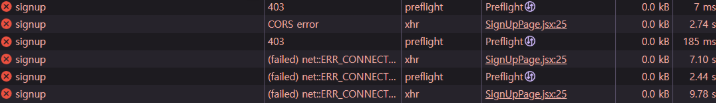 signup 403 preflight Preflight 0.0 kB 7 ms
signup CORS error xhr SignUpPage.jsx:25 0.0 kB 2.74 s
signup 403 preflight Preflight 0.0 kB 185 ms
signup (failed) net::ERR_CONNECT... xhr SignUpPage.jsx:25 0.0 kB 7.10 s
signup (failed) net::ERR_CONNECT... preflight Preflight 0.0 kB 2.44 s
signup (failed) net::ERR_CONNECT... xhr SignUpPage.jsx:25 0.0 kB 9.78 s